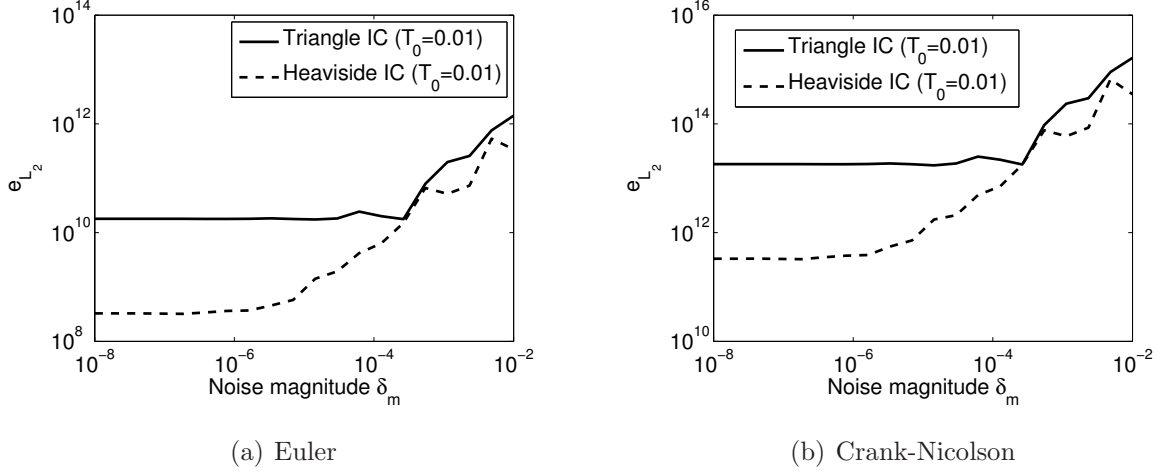 10^14
10^12
10^10
10^8
e_L_2
Triangle IC (T_0=0.01)
Heaviside IC (T_0=0.01)
10^−8
10^−6
10^−4
10^−2
Noise magnitude δ_m
(a) Euler
10^16
10^14
10^12
10^10
e_L_2
Triangle IC (T_0=0.01)
Heaviside IC (T_0=0.01)
10^−8
10^−6
10^−4
10^−2
Noise magnitude δ_m
(b) Crank-Nicolson